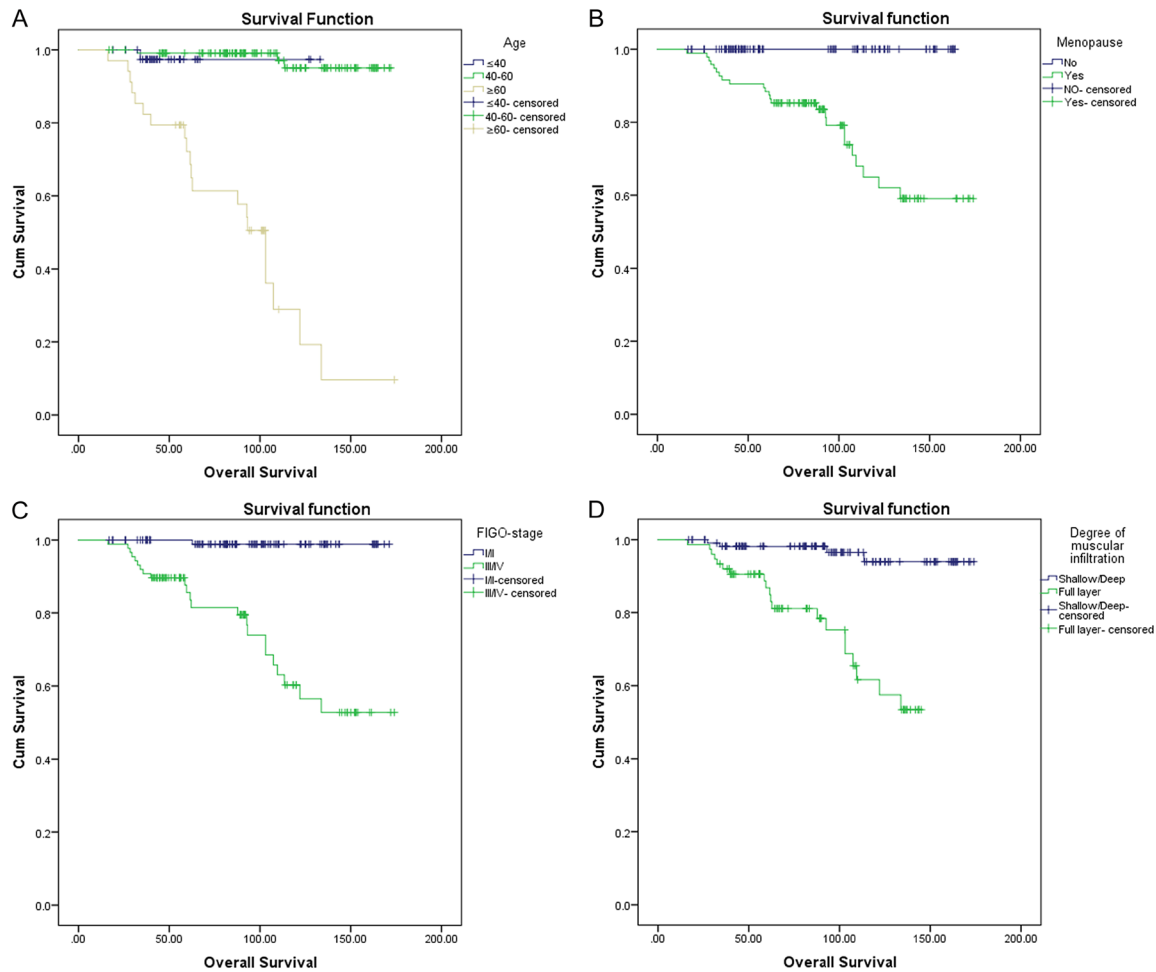 A
Survival Function
Age
≤40
40-60
≥60
≤40- censored
40-60- censored
≥60- censored
1.0
0.8
0.6
0.4
0.2
0.0
Cum Survival
.00 50.00 100.00 150.00 200.00
Overall Survival
B
Survival function
Menopause
No
Yes
NO- censored
Yes- censored
1.0
0.8
0.6
0.4
0.2
0.0
Cum Survival
.00 50.00 100.00 150.00 200.00
Overall Survival
C
Survival function
FIGO-stage
I/II
III/IV
I/II-censored
III/IV- censored
1.0
0.8
0.6
0.4
0.2
0.0
Cum Survival
.00 50.00 100.00 150.00 200.00
Overall Survival
D
Survival function
Degree of
muscular
infiltration
Shallow/Deep
Full layer
Shallow/Deep-
censored
Full layer- censored
1.0
0.8
0.6
0.4
0.2
0.0
Cum Survival
.00 50.00 100.00 150.00 200.00
Overall Survival